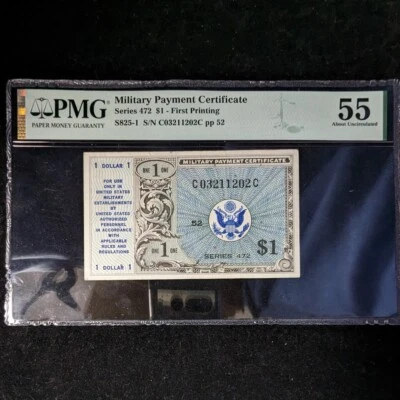 PMG
PAPER MONEY GUARANTY
Military Payment Certificate
Series 472 $1 - First Printing
S825-1 S/N C03211202C pp 52
55
About Uncirculated
1 DOLLAR 1
FOR USE
ONLY IN
UNITED STATES
MILITARY
ESTABLISHMENTS
BY
UNITED STATES
AUTHORIZED
PERSONNEL
IN ACCORDANCE
WITH
APPLICABLE
RULES AND
REGULATIONS
1 DOLLAR 1
MILITARY PAYMENT CERTIFICATE
ONE 1 ONE
C03211202C
52
ONE 1 ONE
$1
SERIES 472